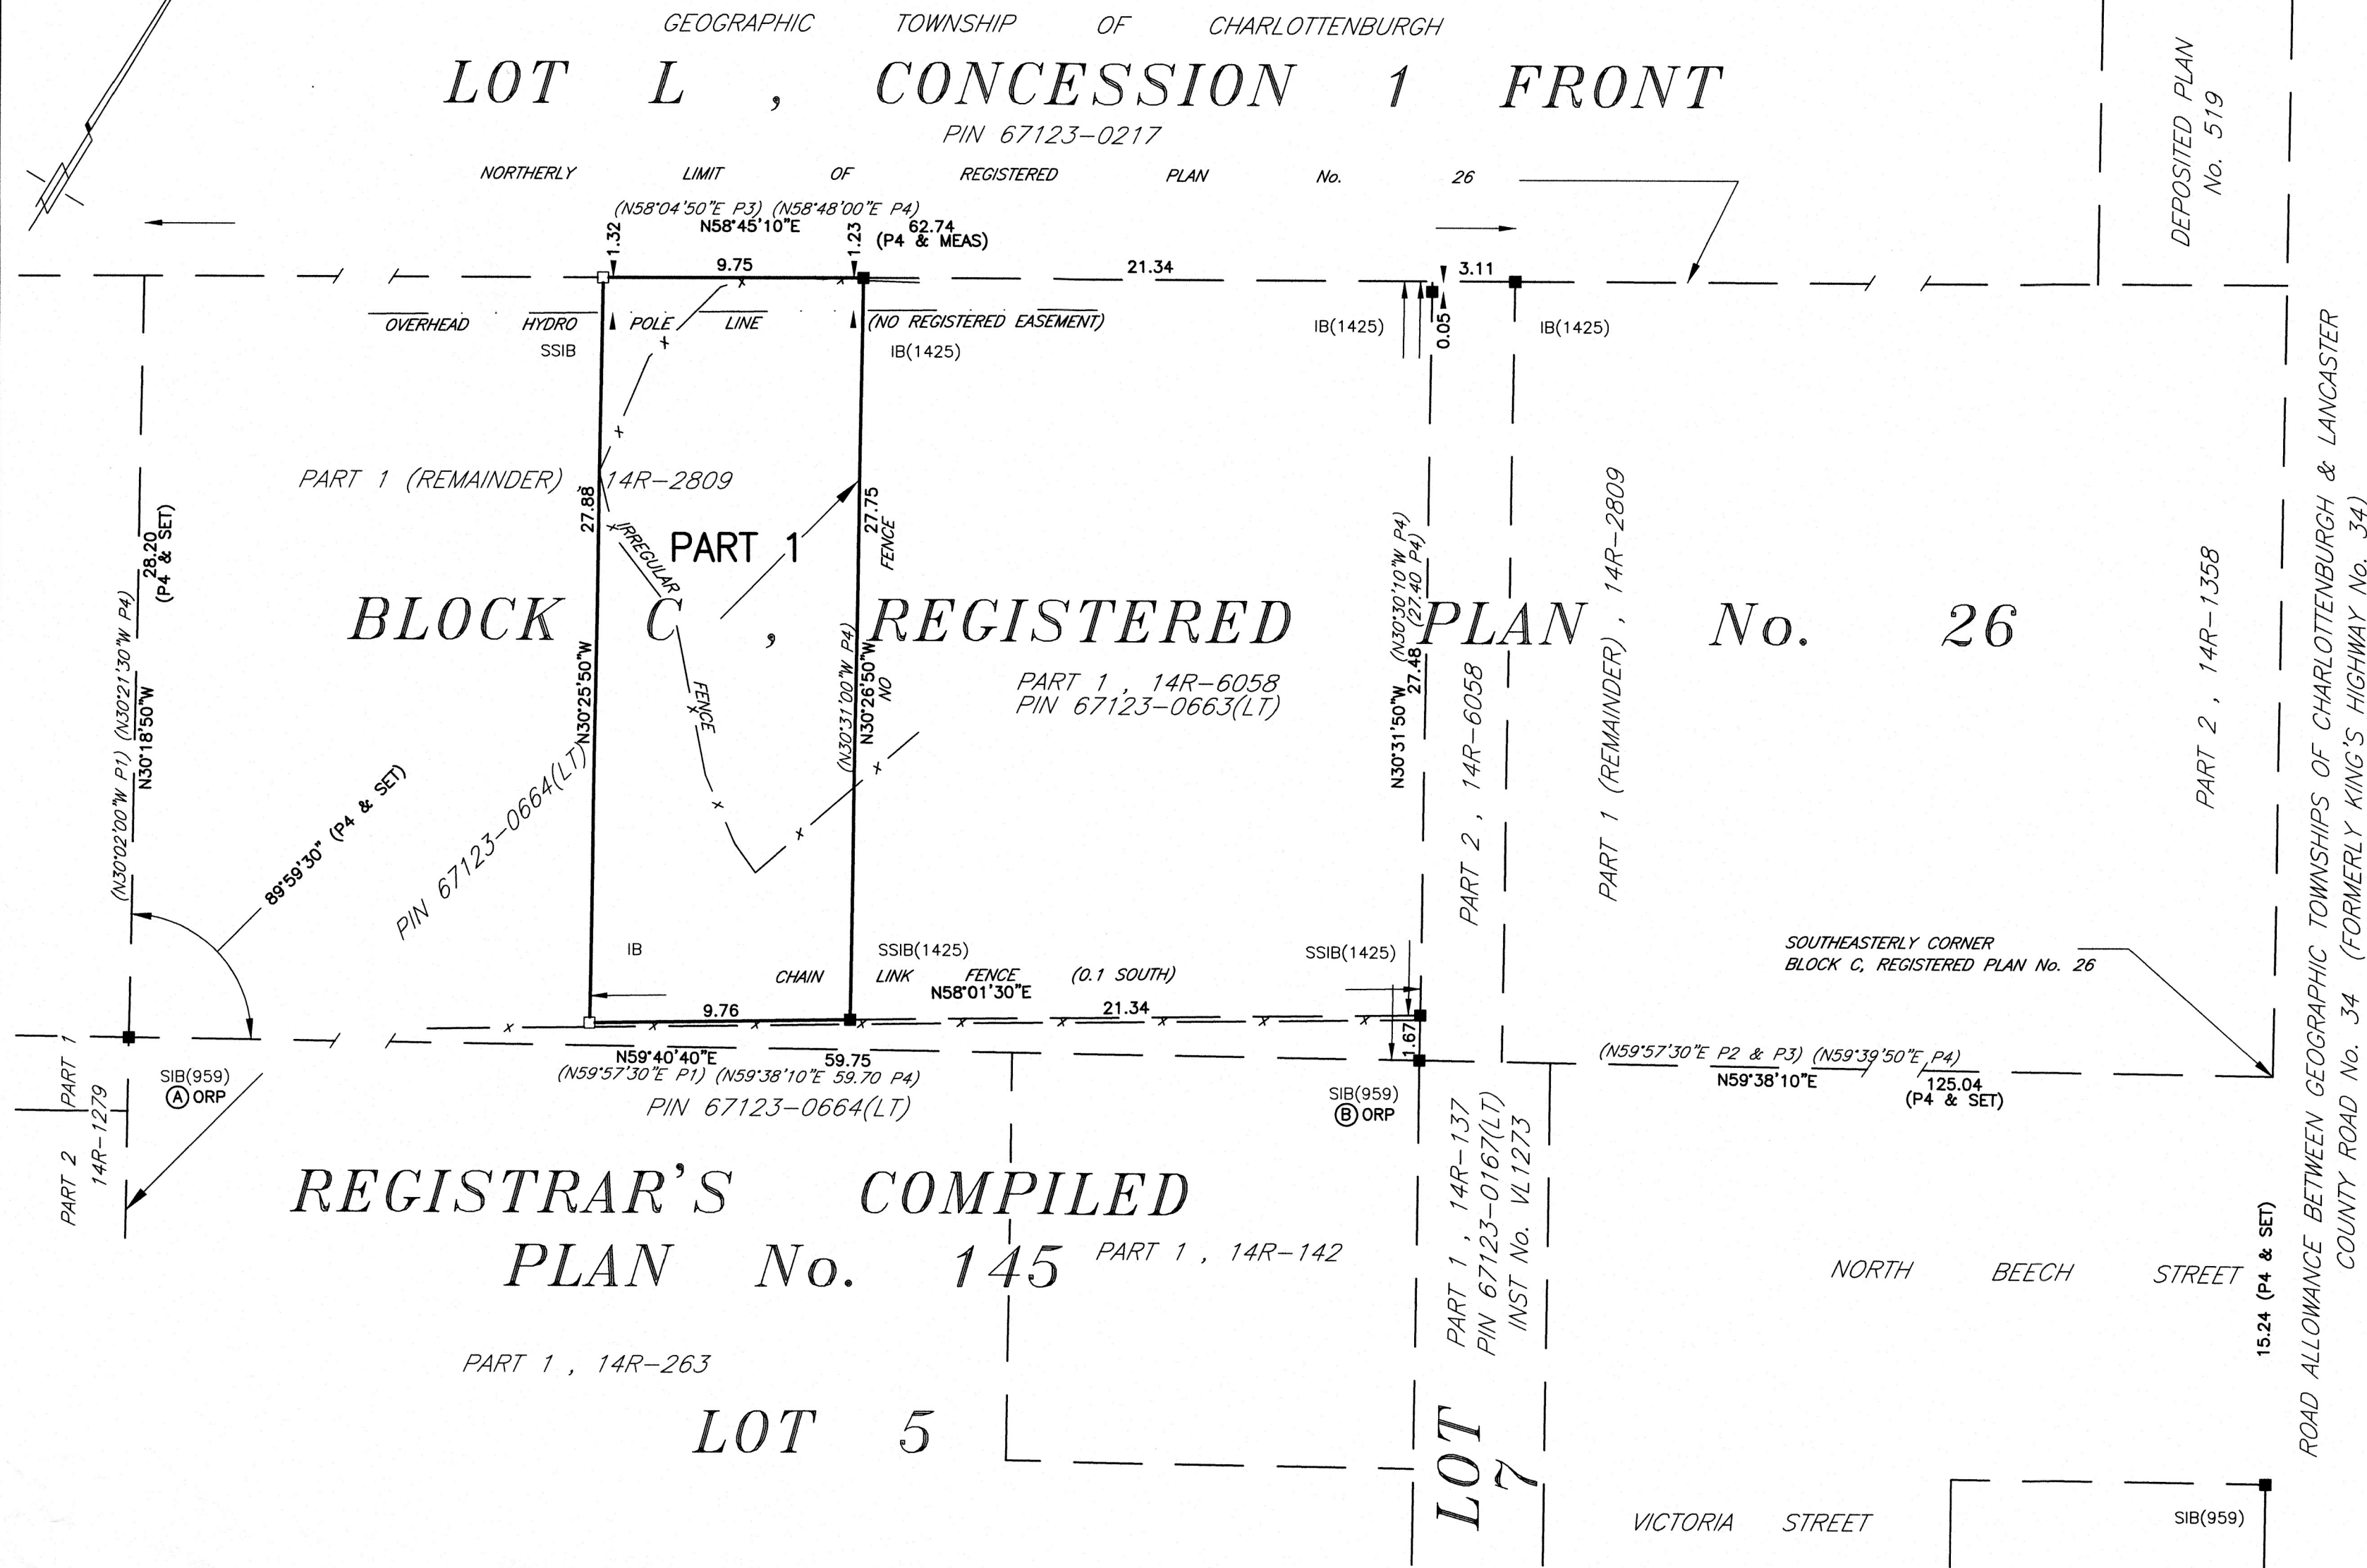 GEOGRAPHIC TOWNSHIP OF CHARLOTTENBURGH
LOT L , CONCESSION 1 FRONT
PIN 67123-0217
NORTHERLY LIMIT OF REGISTERED PLAN No. 26
DEPOSITED PLAN
No. 519
(N58°04'50"E P3) (N58°48'00"E P4)
N58°45'10"E
62.74
(P4 & MEAS)
1.32
1.23
9.75
21.34
3.11
0.05
OVERHEAD HYDRO POLE LINE (NO REGISTERED EASEMENT)
SSIB
IB(1425)
IB(1425)
IB(1425)
PART 1 (REMAINDER) , 14R-2809
27.88
N30°25'50"W
PART 1
IRREGULAR
FENCE
27.75
FENCE
NO
(N30°31'00"W P4)
N30°26'50"W
28.20
(P4 & SET)
(N30°02'00"W P1) (N30°21'30"W P4)
N30°18'50"W
BLOCK C , REGISTERED PLAN No. 26
PART 1 , 14R-6058
PIN 67123-0663(LT)
N30°31'50"W (N30°30'10"W P4)
27.48 (27.40 P4)
PART 2 , 14R-6058
PART 1 (REMAINDER) , 14R-2809
PART 2 , 14R-1358
ROAD ALLOWANCE BETWEEN GEOGRAPHIC TOWNSHIPS OF CHARLOTTENBURGH & LANCASTER
COUNTY ROAD No. 34 (FORMERLY KING'S HIGHWAY No. 34)
89°59'30" (P4 & SET)
PIN 67123-0664(LT)
IB
SSIB(1425)
SSIB(1425)
CHAIN LINK FENCE (0.1 SOUTH)
N58°01'30"E
9.76
21.34
1.67
SOUTHEASTERLY CORNER
BLOCK C, REGISTERED PLAN No. 26
N59°40'40"E 59.75
(N59°57'30"E P1) (N59°38'10"E 59.70 P4)
PIN 67123-0664(LT)
(N59°57'30"E P2 & P3) (N59°39'50"E P4)
N59°38'10"E
125.04
(P4 & SET)
SIB(959)
A ORP
SIB(959)
B ORP
PART 2 PART 1
14R-1279
PART 1 , 14R-137
PIN 67123-0167(LT)
INST No. VL1273
REGISTRAR'S COMPILED
PLAN No. 145
PART 1 , 14R-142
NORTH BEECH STREET
15.24 (P4 & SET)
PART 1 , 14R-263
LOT 5
LOT
7
VICTORIA STREET
SIB(959)